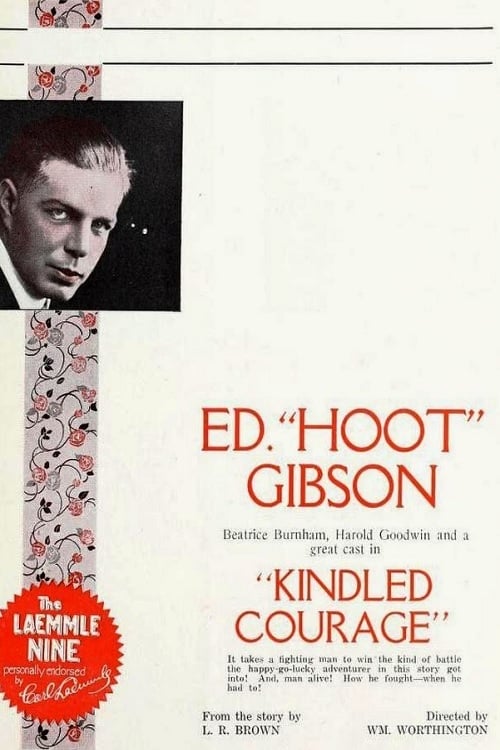 ED. "HOOT"
GIBSON
Beatrice Burnham, Harold Goodwin and a
great cast in
"KINDLED
COURAGE"
It takes a fighting man to win the kind of battle
the happy-go-lucky adventurer in this story got
into! And, man alive! How he fought—when he
had to!
From the story by
L. R. BROWN
Directed by
WM. WORTHINGTON
The
LAEMMLE
NINE
personally endorsed
by
Carl Laemmle